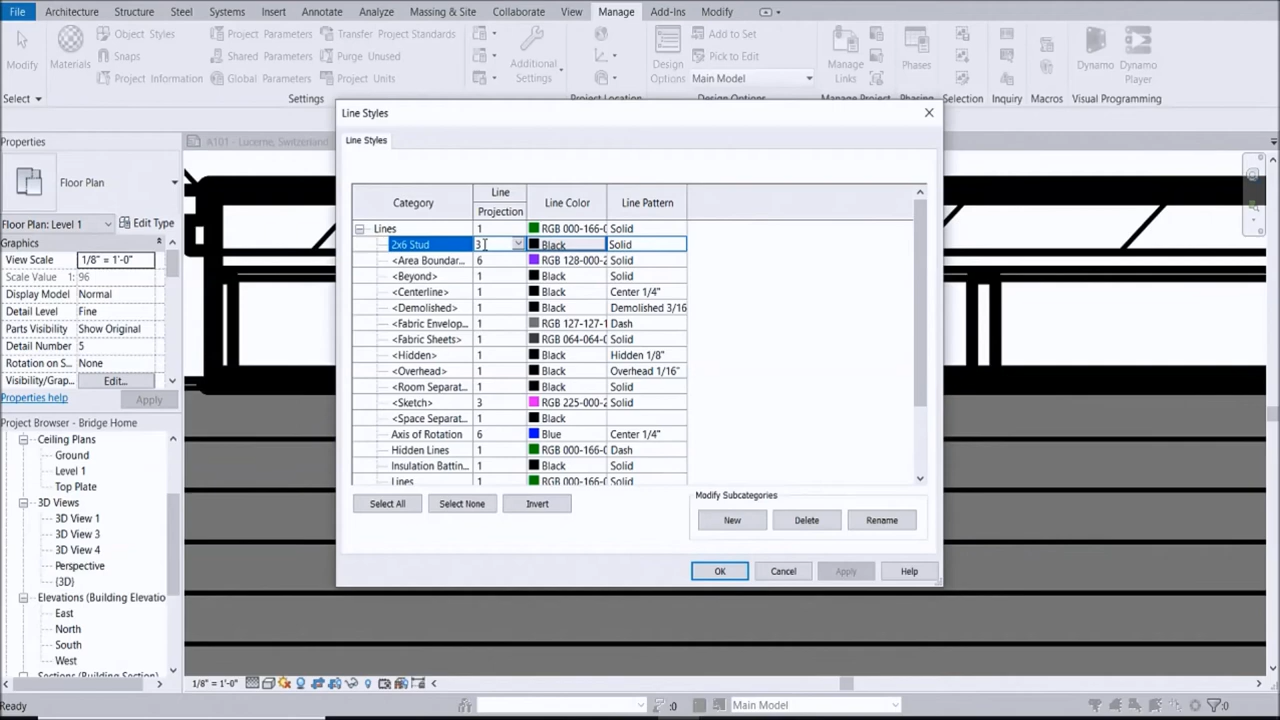 File Architecture Structure Steel Systems Insert Annotate Analyze Massing & Site Collaborate View Manage Add-Ins Modify
Object Styles Project Parameters Transfer Project Standards Add to Set
Snaps Shared Parameters Purge Unused Pick to Edit
Modify Materials Additional Design Manage Phases Dynamo Dynamo
Project Information Global Parameters Project Units Settings Options Main Model Links Player
Select Settings Project Location Design Options Manage Project Phasing Selection Inquiry Macros Visual Programming
Properties
A101 - Lucerne, Switzerland
Floor Plan
Floor Plan: Level 1 Edit Type
Graphics
View Scale 1/8" = 1'-0"
Scale Value 1: 96
Display Model Normal
Detail Level Fine
Parts Visibility Show Original
Detail Number 5
Rotation on S... None
Visibility/Grap... Edit...
Properties help Apply
Project Browser - Bridge Home
Ceiling Plans
Ground
Level 1
Top Plate
3D Views
3D View 1
3D View 3
3D View 4
Perspective
{3D}
Elevations (Building Elevatio
East
North
South
West
Line Styles
Line Styles
Category Line Line Color Line Pattern
Projection
Lines 1 RGB 000-166-0 Solid
2x6 Stud 3 Black Solid
<Area Boundar... 6 RGB 128-000-2 Solid
<Beyond> 1 Black Solid
<Centerline> 1 Black Center 1/4"
<Demolished> 1 Black Demolished 3/16
<Fabric Envelop... 1 RGB 127-127-1 Dash
<Fabric Sheets> 1 RGB 064-064-0 Solid
<Hidden> 1 Black Hidden 1/8"
<Overhead> 1 Black Overhead 1/16"
<Room Separat... 1 Black Solid
<Sketch> 3 RGB 225-000-2 Solid
<Space Separat... 1 Black
Axis of Rotation 6 Blue Center 1/4"
Hidden Lines 1 RGB 000-166-0 Dash
Insulation Battin... 1 Black Solid
Lines 1 RGB 000-166-0 Solid
Select All Select None Invert
Modify Subcategories
New Delete Rename
OK Cancel Apply Help
1/8" = 1'-0"
Ready :0 Main Model :0